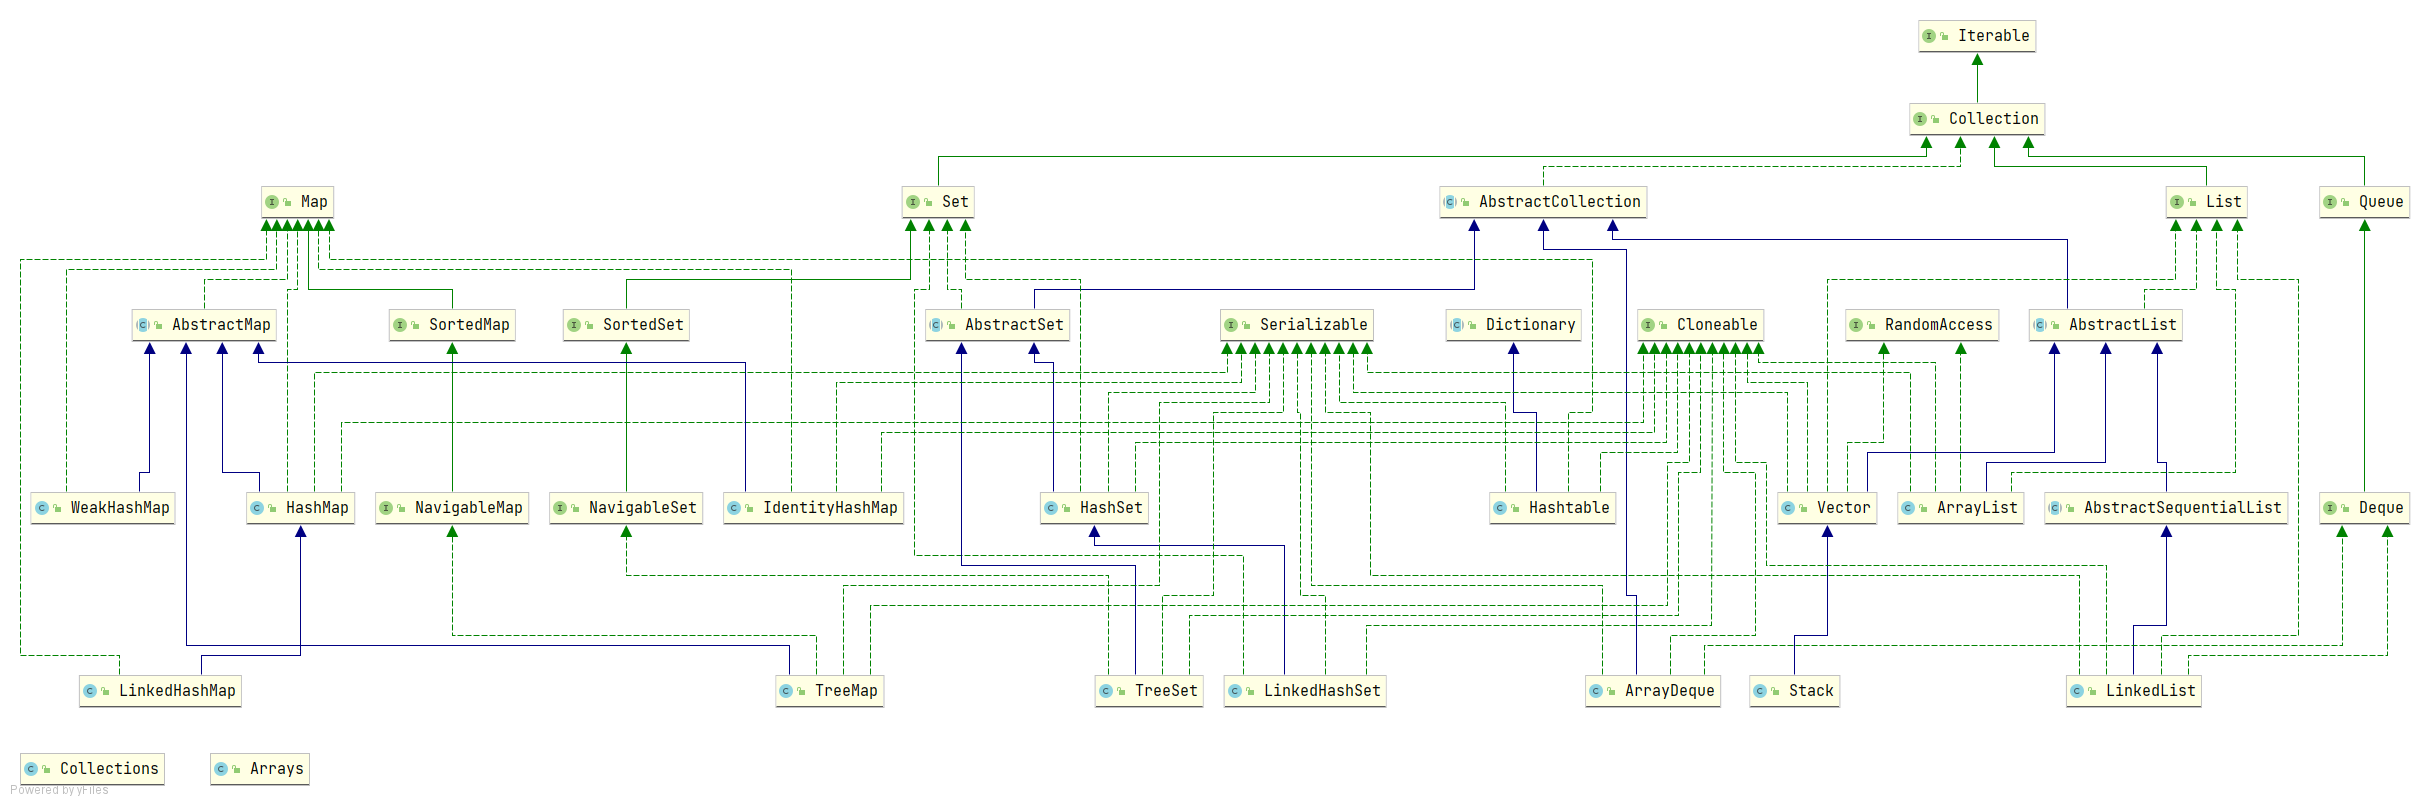 Iterable
Collection
Map
Set
AbstractCollection
List
Queue
AbstractMap
SortedMap
SortedSet
AbstractSet
Serializable
Dictionary
Cloneable
RandomAccess
AbstractList
WeakHashMap
HashMap
NavigableMap
NavigableSet
IdentityHashMap
HashSet
Hashtable
Vector
ArrayList
AbstractSequentialList
Deque
LinkedHashMap
TreeMap
TreeSet
LinkedHashSet
ArrayDeque
Stack
LinkedList
Collections
Arrays
Powered by yFiles